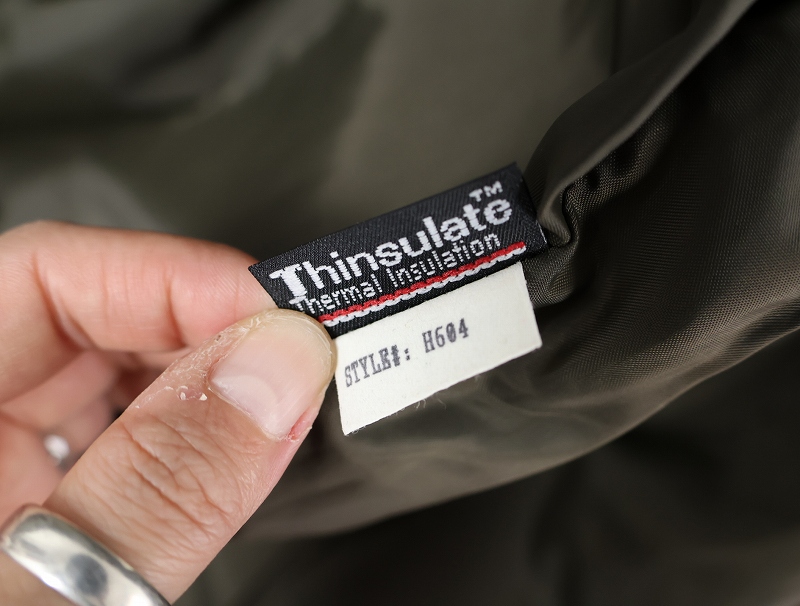 Thinsulate™
Thermal Insulation
STYLE#: H604